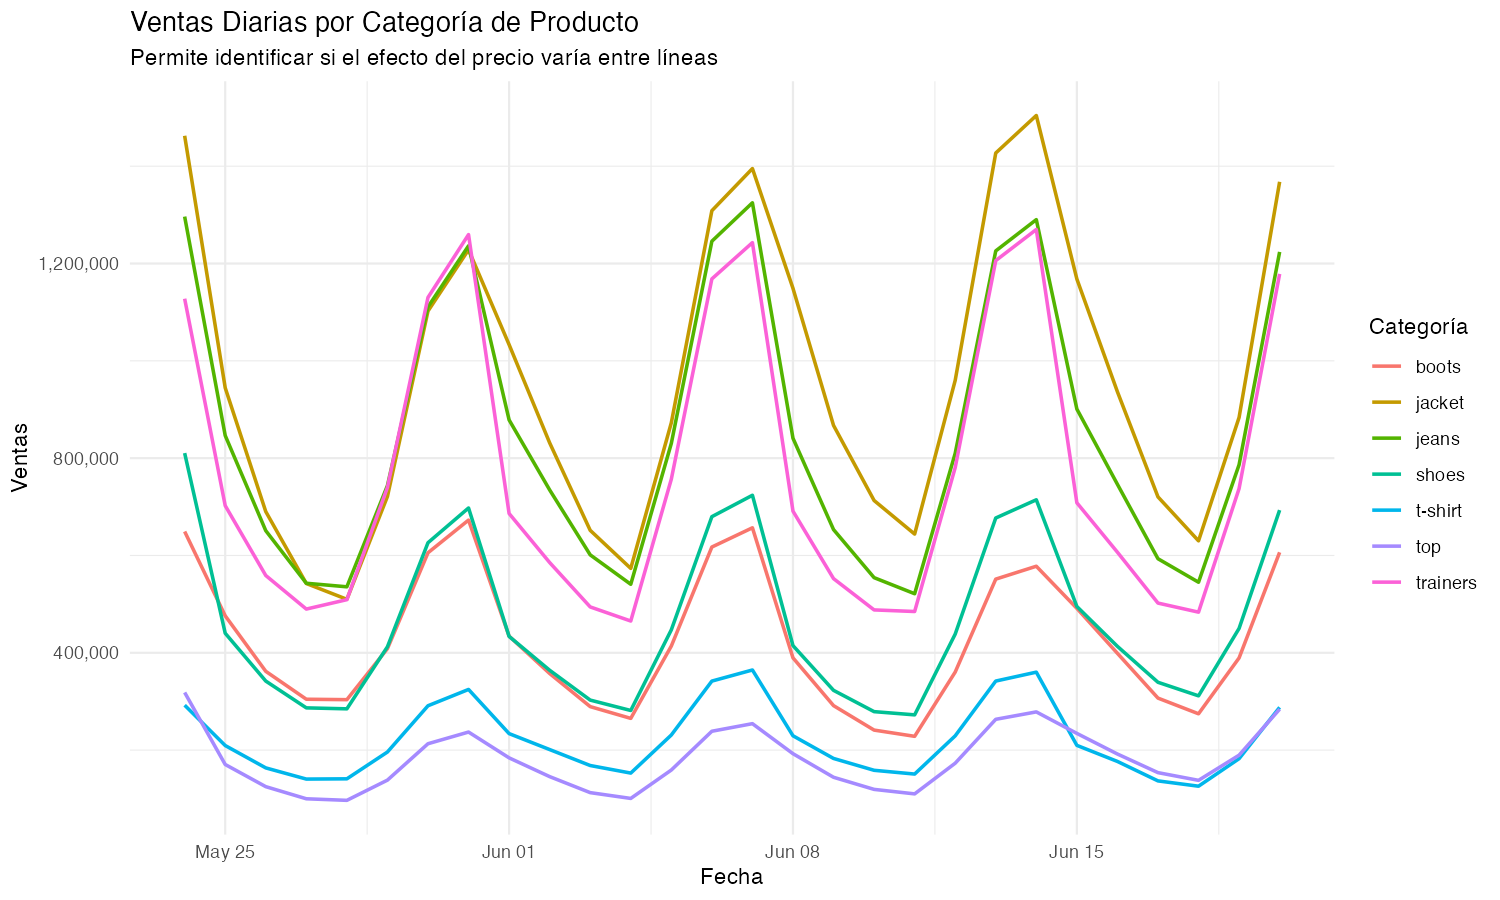 Ventas Diarias por Categoría de Producto
Permite identificar si el efecto del precio varía entre líneas
1,200,000
800,000
400,000
Ventas
May 25
Jun 01
Jun 08
Jun 15
Fecha
Categoría
boots
jacket
jeans
shoes
t-shirt
top
trainers